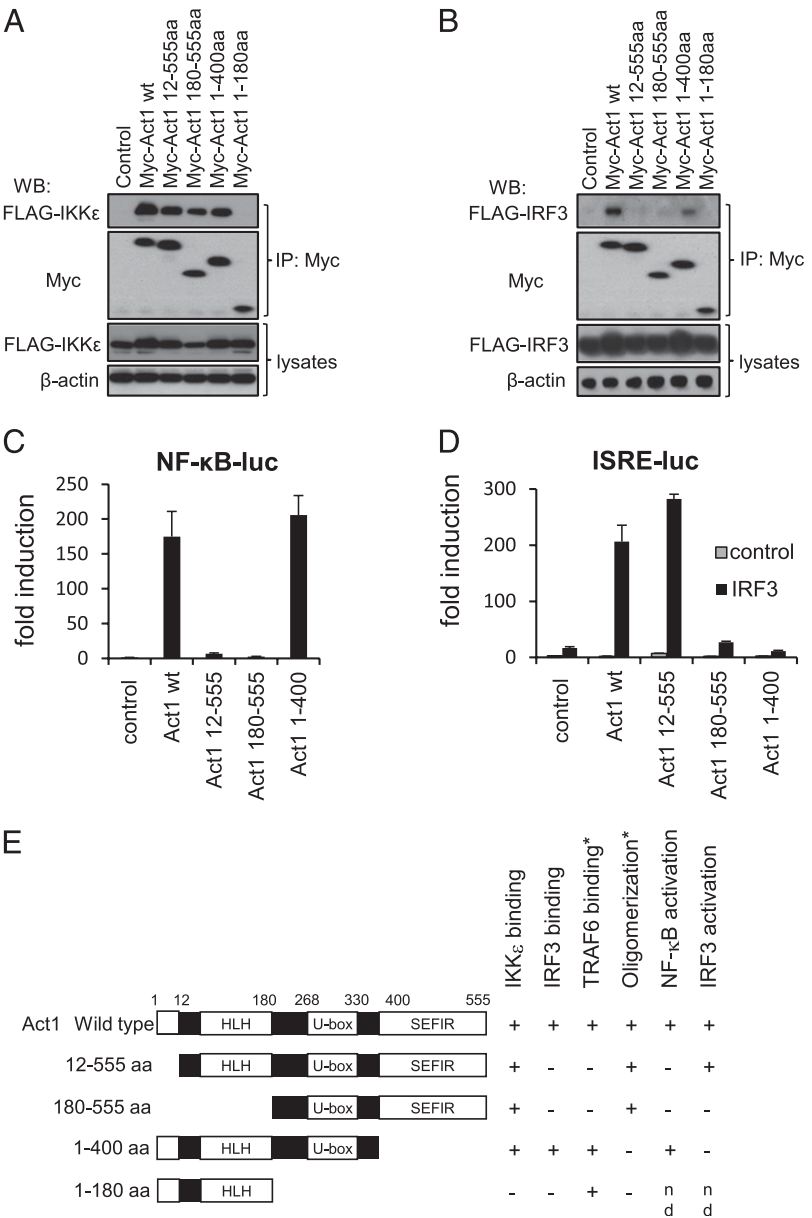 A
Control
Myc-Act1 wt
Myc-Act1 12-555aa
Myc-Act1 180-555aa
Myc-Act1 1-400aa
Myc-Act1 1-180aa
WB:
FLAG-IKKε
Myc
IP: Myc
FLAG-IKKε
β-actin
lysates
B
Control
Myc-Act1 wt
Myc-Act1 12-555aa
Myc-Act1 180-555aa
Myc-Act1 1-400aa
Myc-Act1 1-180aa
WB:
FLAG-IRF3
Myc
IP: Myc
FLAG-IRF3
β-actin
lysates
C
NF-κB-luc
fold induction
250
200
150
100
50
0
control
Act1 wt
Act1 12-555
Act1 180-555
Act1 1-400
D
ISRE-luc
fold induction
300
200
100
0
control
IRF3
control
Act1 wt
Act1 12-555
Act1 180-555
Act1 1-400
E
IKKε binding
IRF3 binding
TRAF6 binding*
Oligomerization*
NF-κB activation
IRF3 activation
1 12 180 268 330 400 555
Act1 Wild type HLH U-box SEFIR + + + + + +
12-555 aa HLH U-box SEFIR + - - + - +
180-555 aa U-box SEFIR + - - + - -
1-400 aa HLH U-box + + + - + -
1-180 aa HLH - - + - n n
d d